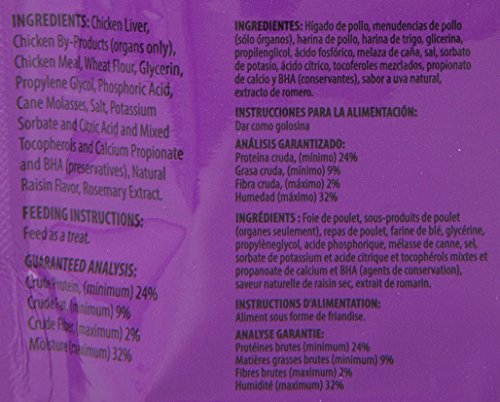 INGREDIENTS: Chicken Liver,
Chicken By-Products (organs only),
Chicken Meal, Wheat Flour, Glycerin,
Propylene Glycol, Phosphoric Acid,
Cane Molasses, Salt, Potassium
Sorbate and Citric Acid and Mixed
Tocopherols and Calcium Propionate
and BHA (preservatives), Natural
Raisin Flavor, Rosemary Extract.
FEEDING INSTRUCTIONS:
Feed as a treat.
GUARANTEED ANALYSIS:
Crude Protein, (minimum) 24%
Crude Fat, (minimum) 9%
Crude Fiber, (maximum) 2%
Moisture (maximum) 32%
INGREDIENTES: Hígado de pollo, menudencias de pollo
(sólo órganos), harina de pollo, harina de trigo, glicerina,
propilenglicol, ácido fosfórico, melaza de caña, sal, sorbato
de potasio, ácido cítrico, tocoferoles mezclados, propionato
de calcio y BHA (conservantes), sabor a uva natural,
extracto de romero.
INSTRUCCIONES PARA LA ALIMENTACIÓN:
Dar como golosina
ANÁLISIS GARANTIZADO:
Proteína cruda, (mínimo) 24%
Grasa cruda, (mínimo) 9%
Fibra cruda, (máximo) 2%
Humedad (máximo) 32%
INGRÉDIENTS : Foie de poulet, sous-produits de poulet
(organes seulement), repas de poulet, farine de blé, glycérine,
propylèneglycol, acide phosphorique, mélasse de canne, sel,
sorbate de potassium et acide citrique et tocophérols mixtes et
propanoate de calcium et BHA (agents de conservation),
saveur naturelle de raisin sec, extrait de romarin.
INSTRUCTIONS D'ALIMENTATION:
Aliment sous forme de friandise.
ANALYSE GARANTIE:
Protéines brutes (minimum) 24%
Matières grasses brutes (minimum) 9%
Fibres brutes (maximum) 2%
Humidité (maximum) 32%